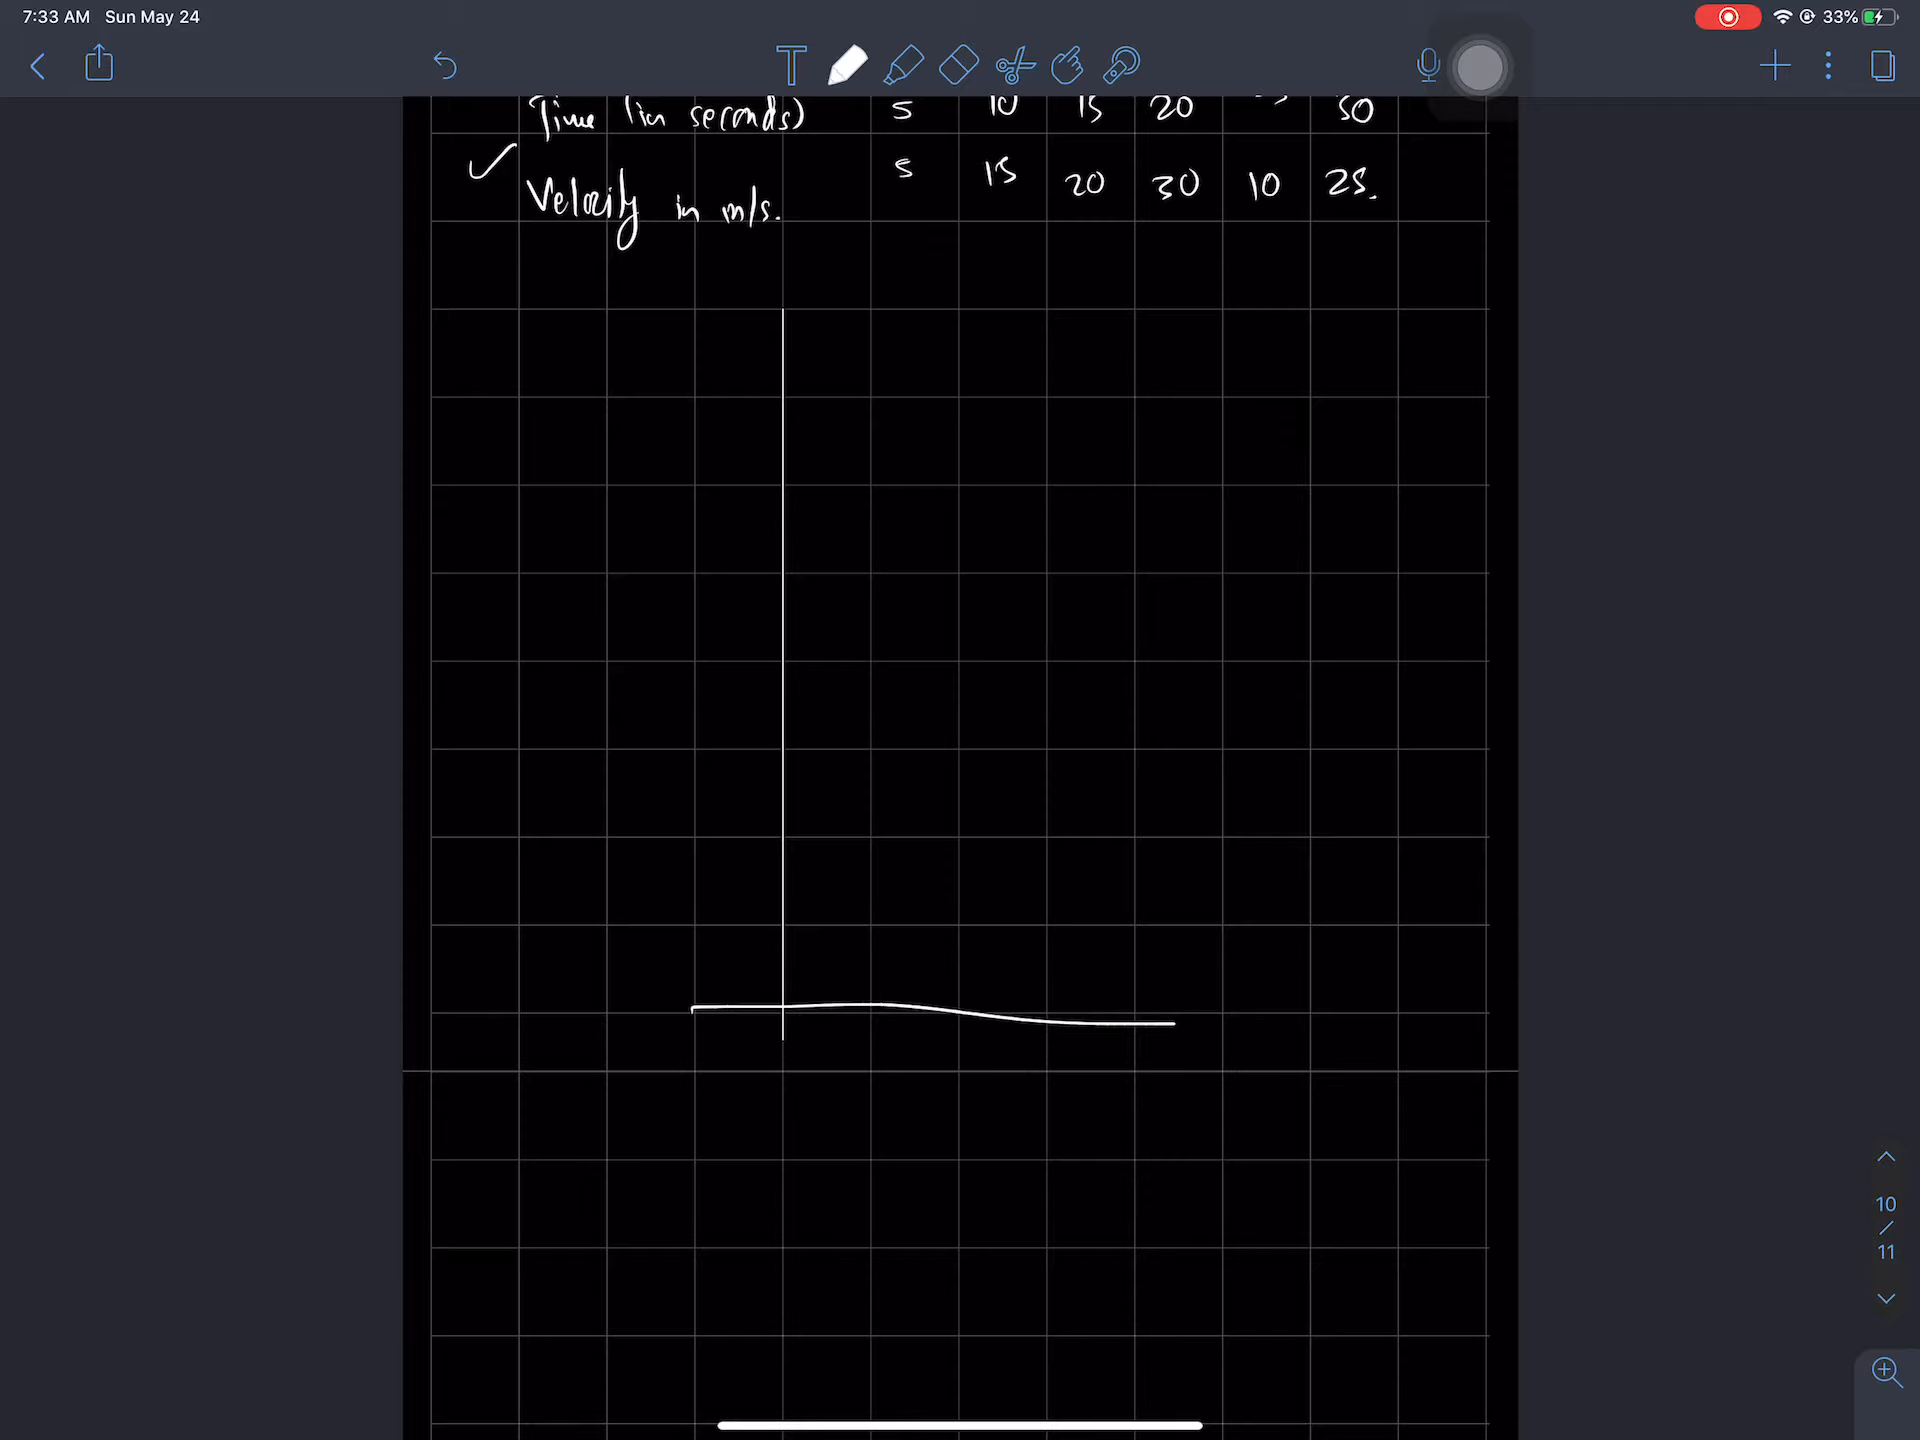 7:33 AM Sun May 24 33%
Time (in seconds) 5 10 15 20 30
Velocity in m/s. 5 15 20 30 10 25.
10
/
11